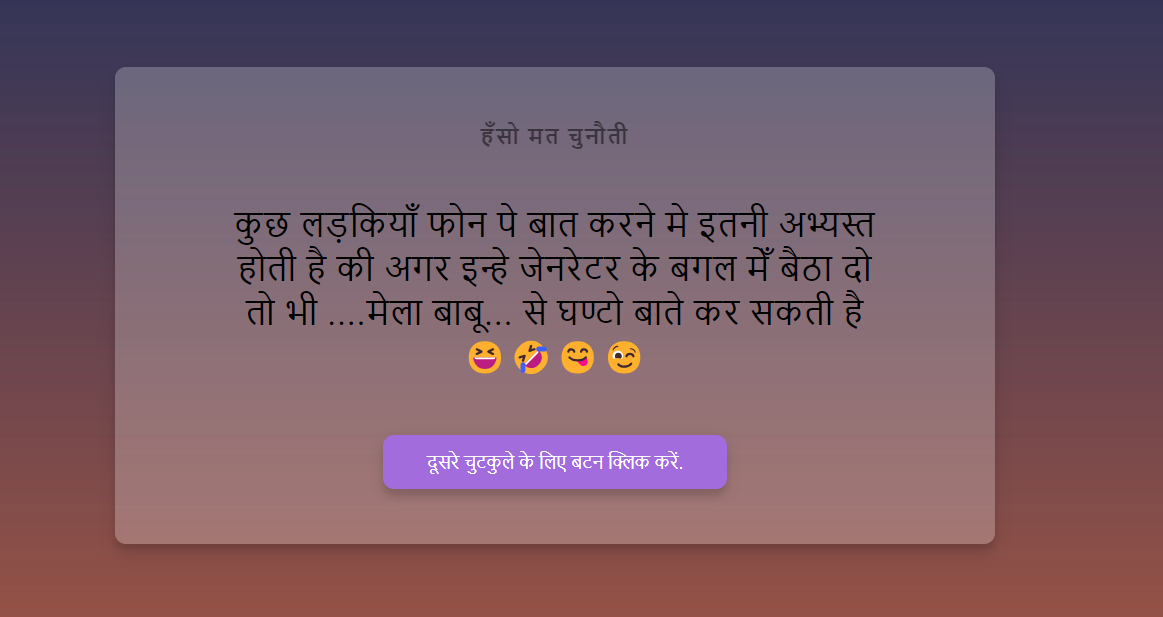 हँसो मत चुनौती
कुछ लड़कियाँ फोन पे बात करने मे इतनी अभ्यस्त
होती है की अगर इन्हे जेनरेटर के बगल मेँ बैठा दो
तो भी ....मेला बाबू... से घण्टो बाते कर सकती है
😆 🤣 😋 😉
दूसरे चुटकुले के लिए बटन क्लिक करें.